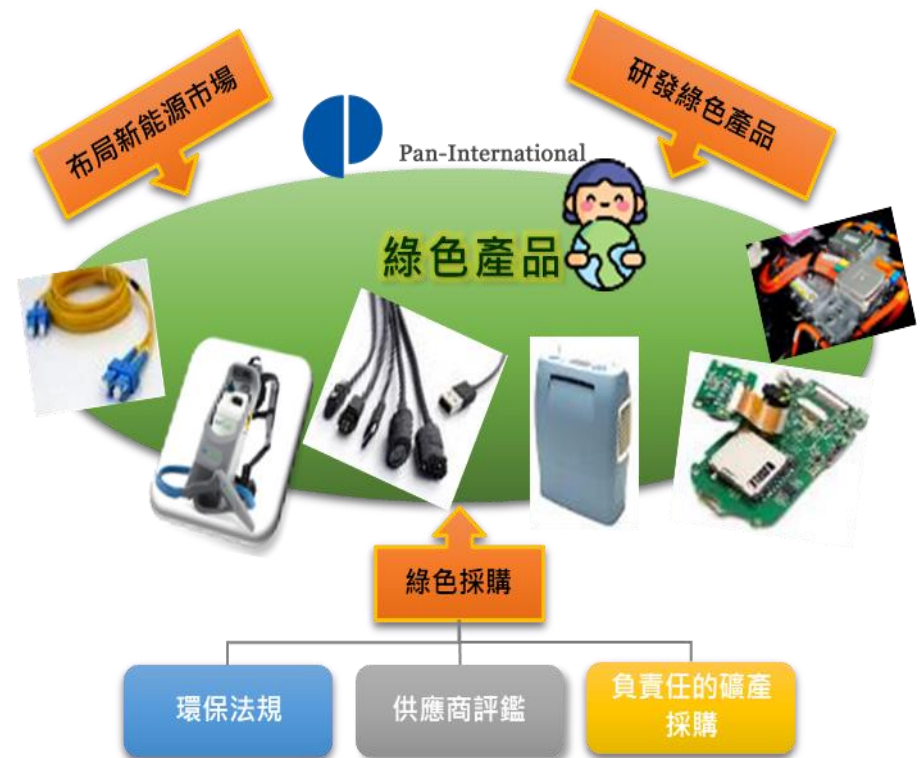 布局新能源市場
研發綠色產品
Pan-International
綠色產品
綠色採購
環保法規
供應商評鑑
負責任的礦產
採購